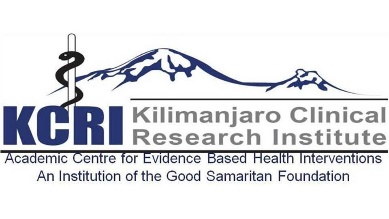 KCRI Kilimanjaro Clinical
Research Institute
Academic Centre for Evidence Based Health Interventions
An Institution of the Good Samaritan Foundation